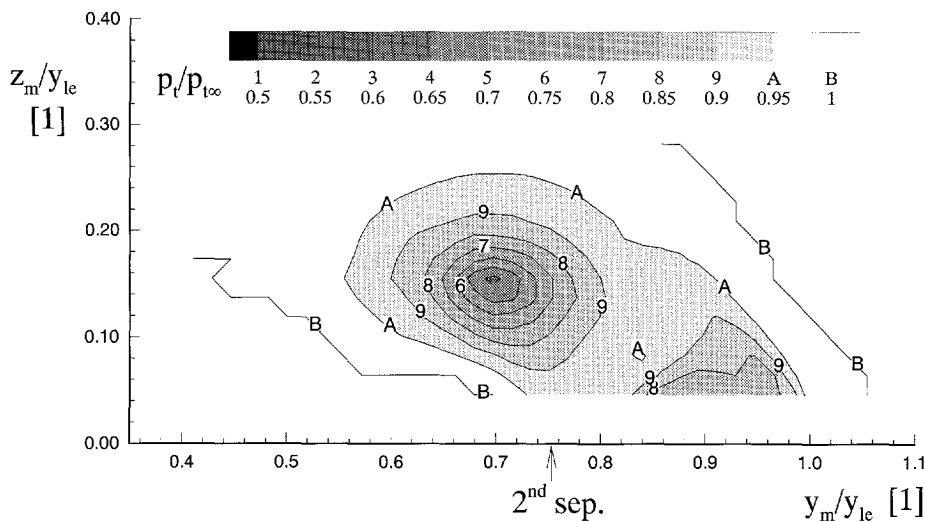 0.40
z_m/y_le
[1]
0.30
0.20
0.10
0.00
p_t/p_t∞
1 2 3 4 5 6 7 8 9 A B
0.5 0.55 0.6 0.65 0.7 0.75 0.8 0.85 0.9 0.95 1
A 9 A
7 8
8 6
9 9
A
B
B
B
A
A
9 9
8
B
0.4 0.5 0.6 0.7 0.8 0.9 1.0 1.1
2nd sep.
y_m/y_le [1]